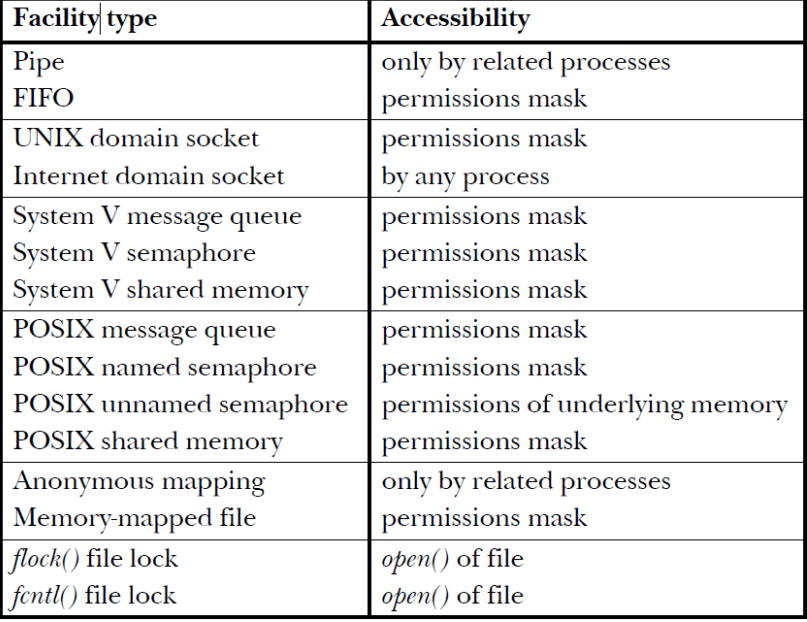 Facility type Accessibility
Pipe only by related processes
FIFO permissions mask
UNIX domain socket permissions mask
Internet domain socket by any process
System V message queue permissions mask
System V semaphore permissions mask
System V shared memory permissions mask
POSIX message queue permissions mask
POSIX named semaphore permissions mask
POSIX unnamed semaphore permissions of underlying memory
POSIX shared memory permissions mask
Anonymous mapping only by related processes
Memory-mapped file permissions mask
flock() file lock open() of file
fcntl() file lock open() of file